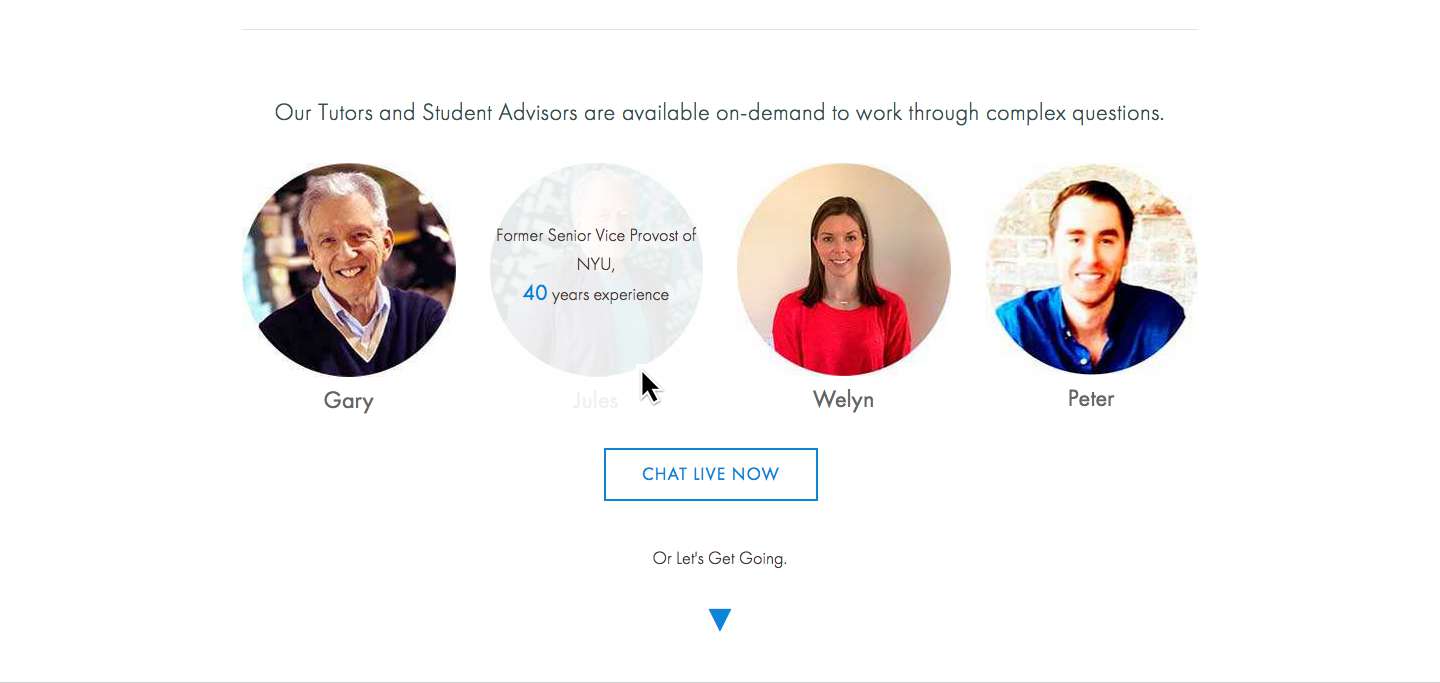 Our Tutors and Student Advisors are available on-demand to work through complex questions.
Former Senior Vice Provost of
NYU,
40 years experience
Gary
Jules
Welyn
Peter
CHAT LIVE NOW
Or Let's Get Going.